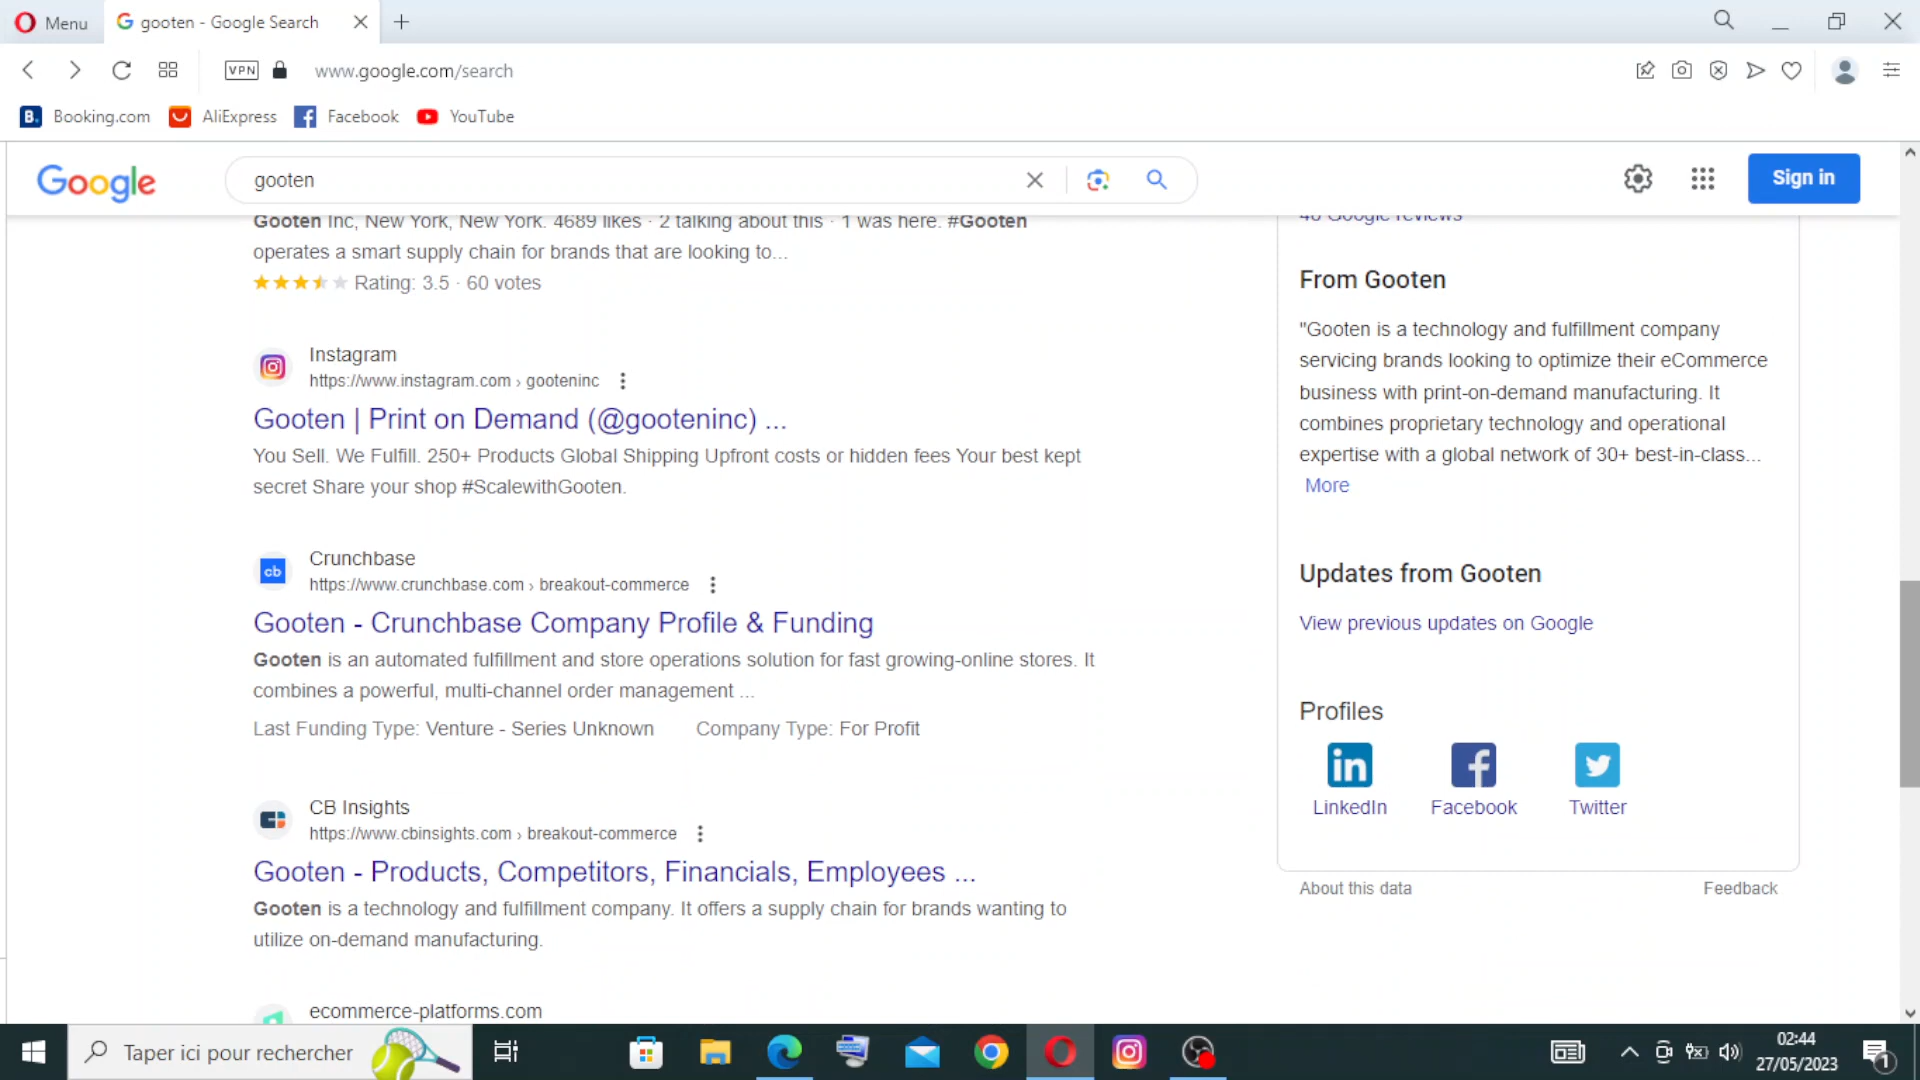 Menu
gooten - Google Search
VPN
www.google.com/search
Booking.com
AliExpress
Facebook
YouTube
Google
gooten
Sign in
Gooten Inc, New York, New York. 4689 likes · 2 talking about this · 1 was here. #Gooten
operates a smart supply chain for brands that are looking to...
Rating: 3.5 · 60 votes
Instagram
https://www.instagram.com › gooteninc
Gooten | Print on Demand (@gooteninc) ...
You Sell. We Fulfill. 250+ Products Global Shipping Upfront costs or hidden fees Your best kept
secret Share your shop #ScalewithGooten.
cb
Crunchbase
https://www.crunchbase.com › breakout-commerce
Gooten - Crunchbase Company Profile & Funding
Gooten is an automated fulfillment and store operations solution for fast growing-online stores. It
combines a powerful, multi-channel order management ...
Last Funding Type: Venture - Series Unknown
Company Type: For Profit
CB Insights
https://www.cbinsights.com › breakout-commerce
Gooten - Products, Competitors, Financials, Employees ...
Gooten is a technology and fulfillment company. It offers a supply chain for brands wanting to
utilize on-demand manufacturing.
ecommerce-platforms.com
Google reviews
From Gooten
"Gooten is a technology and fulfillment company
servicing brands looking to optimize their eCommerce
business with print-on-demand manufacturing. It
combines proprietary technology and operational
expertise with a global network of 30+ best-in-class...
More
Updates from Gooten
View previous updates on Google
Profiles
in
LinkedIn
Facebook
Twitter
About this data
Feedback
Taper ici pour rechercher
02:44
27/05/2023
1